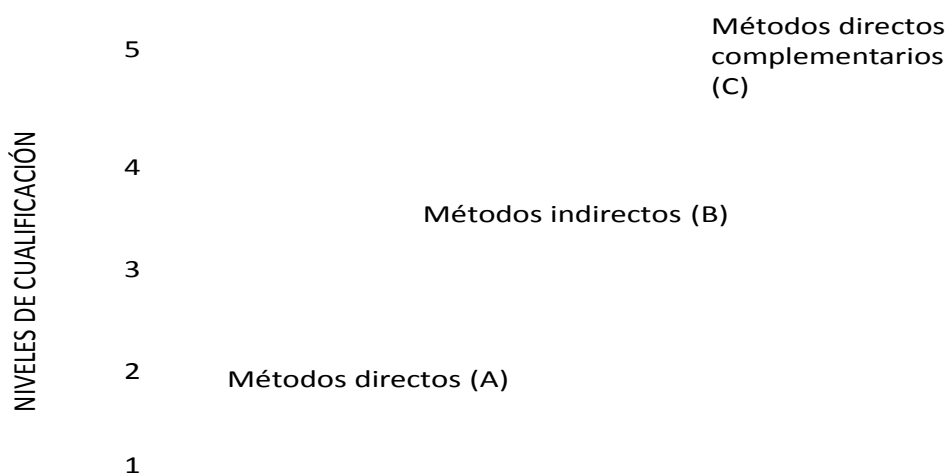 Métodos directos
complementarios
(C)
5
4
Métodos indirectos (B)
3
2
Métodos directos (A)
1
NIVELES DE CUALIFICACIÓN